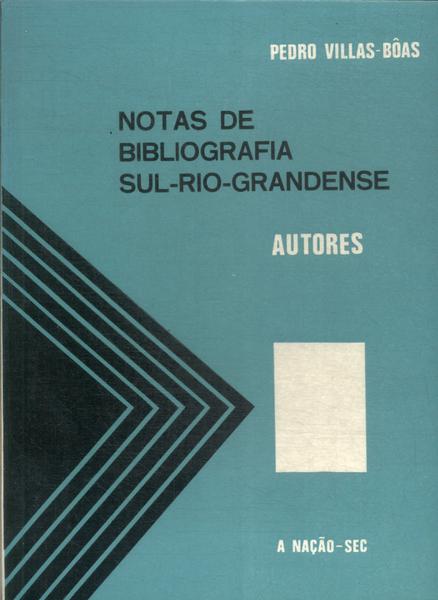 PEDRO VILLAS-BÔAS
NOTAS DE
BIBLIOGRAFIA
SUL-RIO-GRANDENSE
AUTORES
A NAÇÃO-SEC